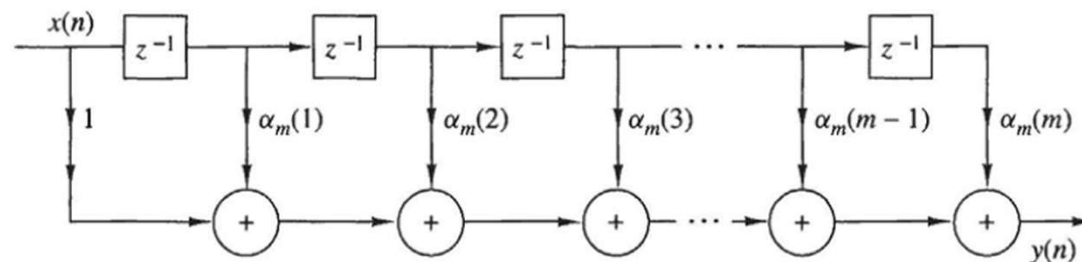 x(n)
z⁻¹ z⁻¹ z⁻¹ ... z⁻¹
1 αₘ(1) αₘ(2) αₘ(3) αₘ(m − 1) αₘ(m)
+ + + ... + +
y(n)